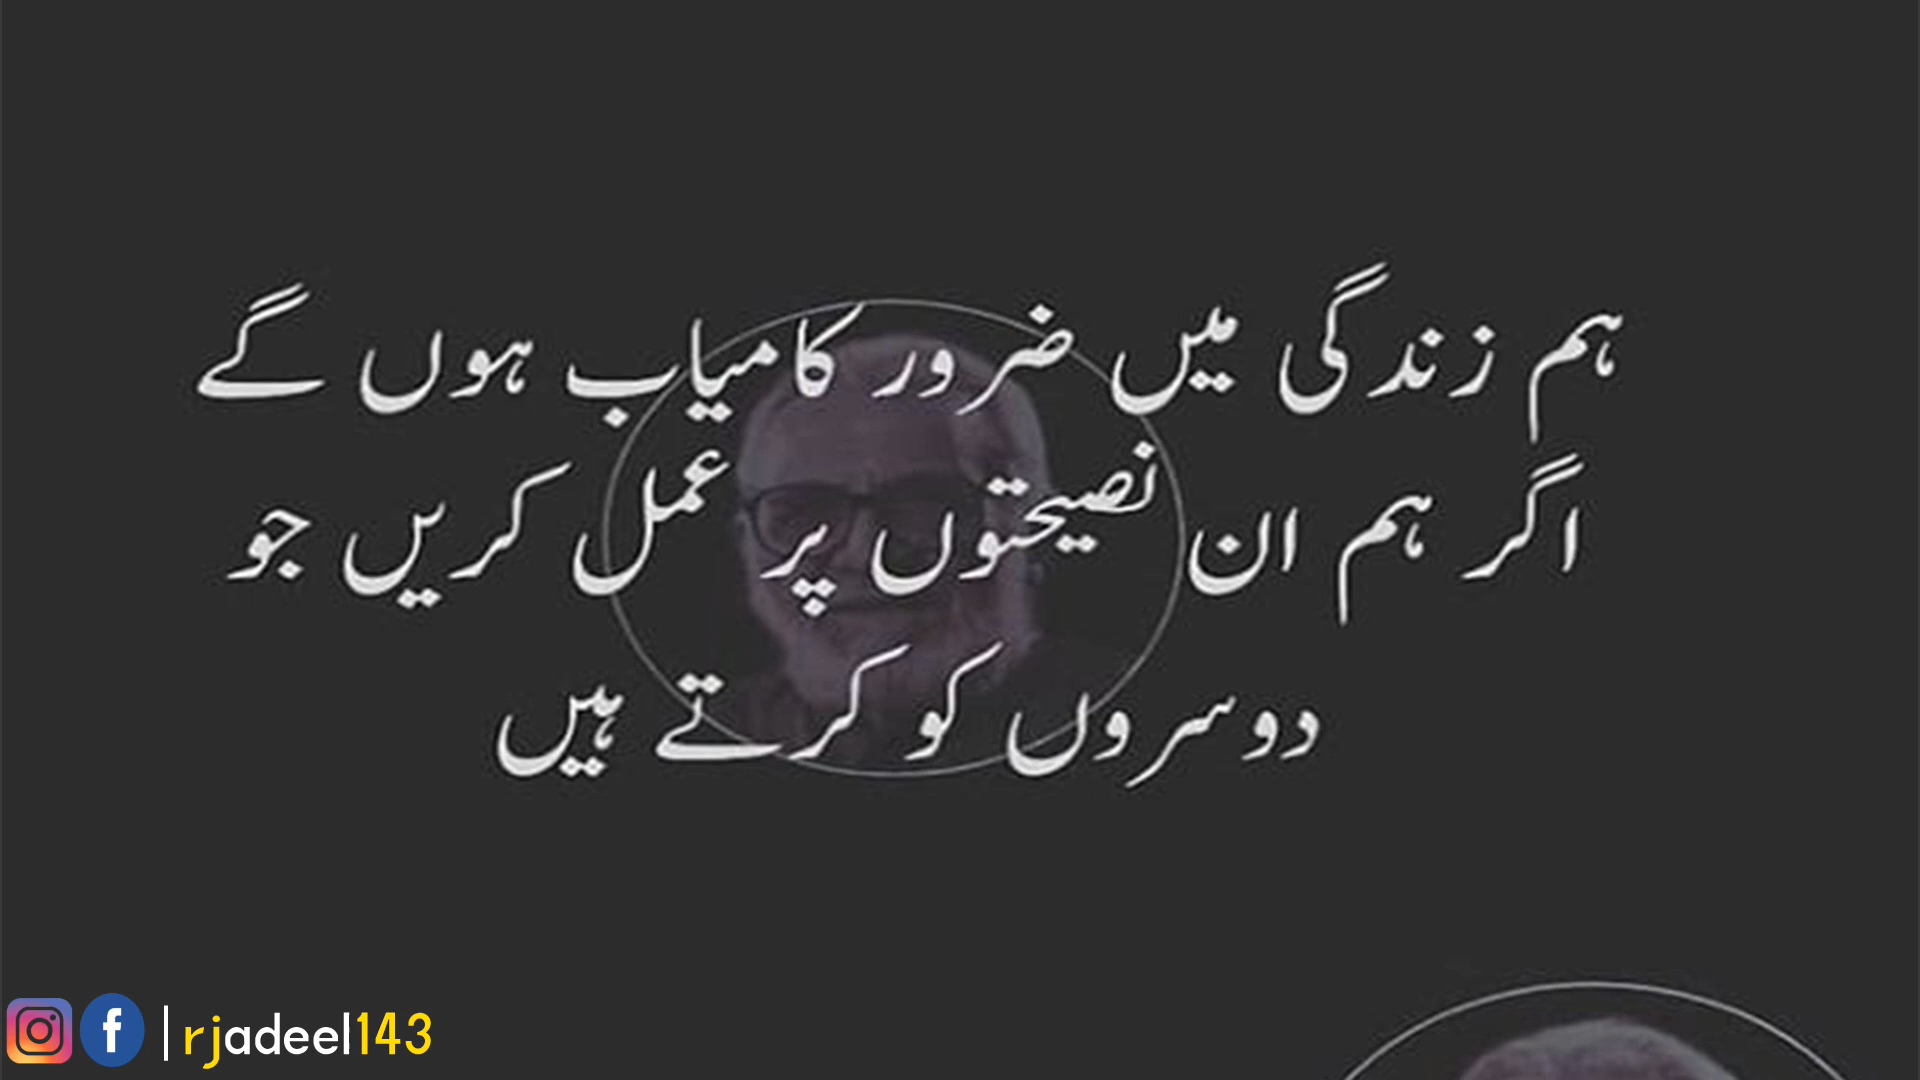 ہم زندگی میں ضرور کامیاب ہوں گے
اگر ہم ان نصیحتوں پر عمل کریں جو
دوسروں کو کرتے ہیں
rjadeel143